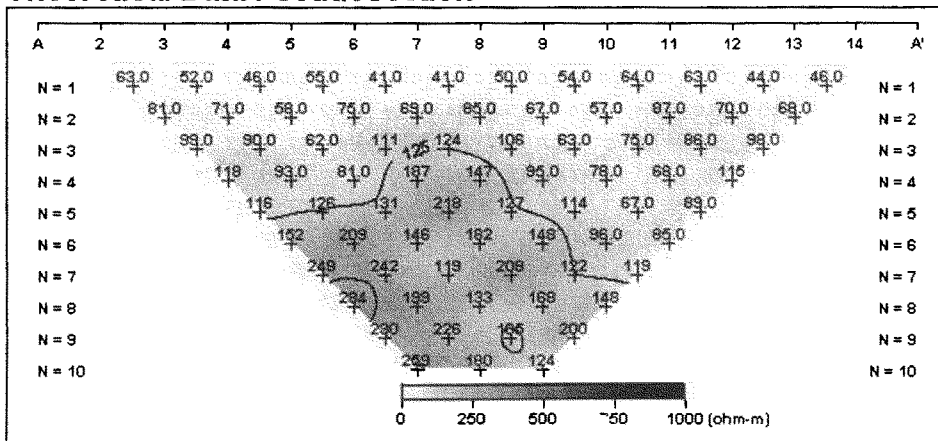 A 2 3 4 5 6 7 8 9 10 11 12 13 14 A'
N = 1 63.0 52.0 46.0 55.0 41.0 41.0 50.0 54.0 64.0 63.0 44.0 46.0 N = 1
N = 2 81.0 71.0 58.0 75.0 69.0 85.0 67.0 57.0 97.0 70.0 68.0 N = 2
N = 3 99.0 90.0 62.0 111 125 124 106 63.0 75.0 86.0 98.0 N = 3
N = 4 118 93.0 81.0 187 147 95.0 78.0 68.0 115 N = 4
N = 5 116 126 131 218 127 114 67.0 89.0 N = 5
N = 6 152 209 146 162 148 96.0 85.0 N = 6
N = 7 249 242 119 208 122 119 N = 7
N = 8 284 199 133 169 148 N = 8
N = 9 230 226 165 200 N = 9
N = 10 259 180 124 N = 10
0 250 500 750 1000 (ohm-m)